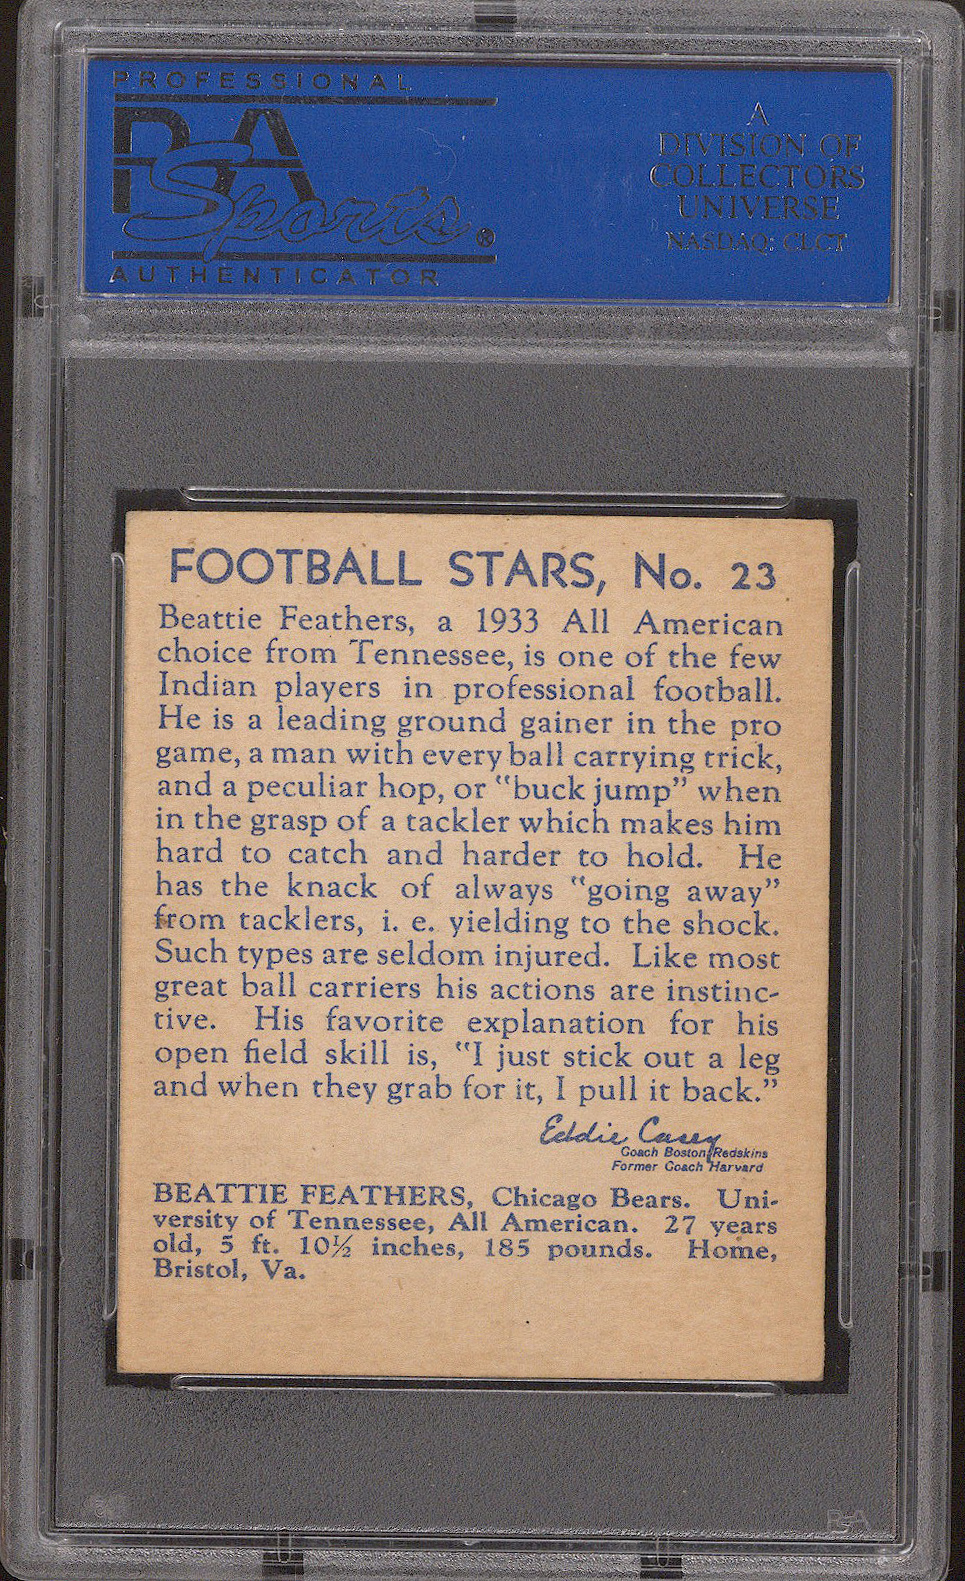 PROFESSIONAL
PSA
Sports®
AUTHENTICATOR
A
DIVISION OF
COLLECTORS
UNIVERSE
NASDAQ: CLCT
FOOTBALL STARS, No. 23
Beattie Feathers, a 1933 All American
choice from Tennessee, is one of the few
Indian players in professional football.
He is a leading ground gainer in the pro
game, a man with every ball carrying trick,
and a peculiar hop, or "buck jump" when
in the grasp of a tackler which makes him
hard to catch and harder to hold. He
has the knack of always "going away"
from tacklers, i. e. yielding to the shock.
Such types are seldom injured. Like most
great ball carriers his actions are instinc-
tive. His favorite explanation for his
open field skill is, "I just stick out a leg
and when they grab for it, I pull it back."
Eddie Casey
Coach Boston Redskins
Former Coach Harvard
BEATTIE FEATHERS, Chicago Bears. Uni-
versity of Tennessee, All American. 27 years
old, 5 ft. 10½ inches, 185 pounds. Home,
Bristol, Va.
PSA